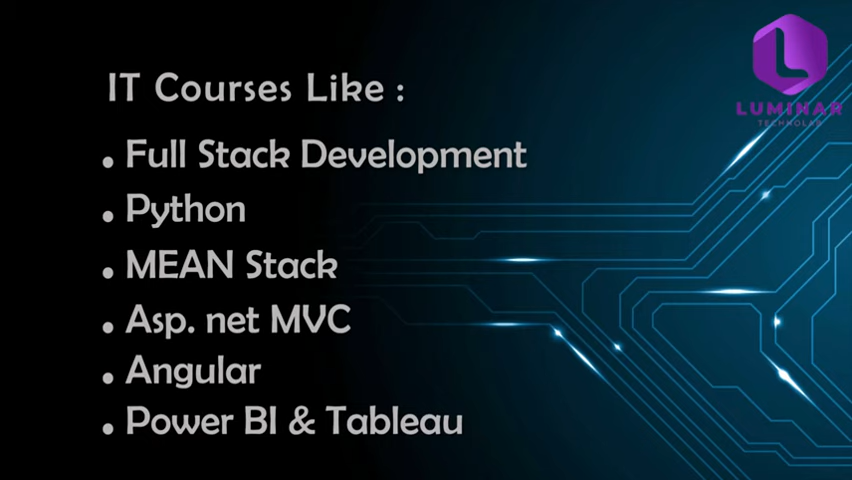 LUMINAR
TECHNOLAB
IT Courses Like :
• Full Stack Development
• Python
• MEAN Stack
• Asp. net MVC
• Angular
• Power BI & Tableau